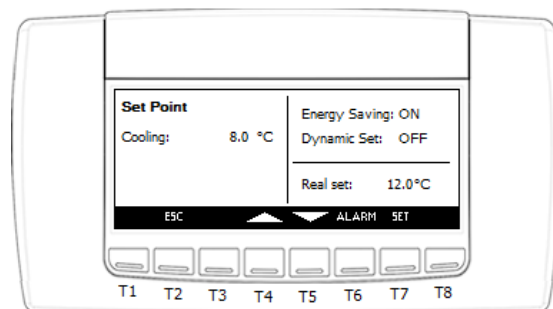 Set Point
Cooling: 8.0 °C
Energy Saving: ON
Dynamic Set: OFF
Real set: 12.0°C
ESC ALARM SET
T1 T2 T3 T4 T5 T6 T7 T8